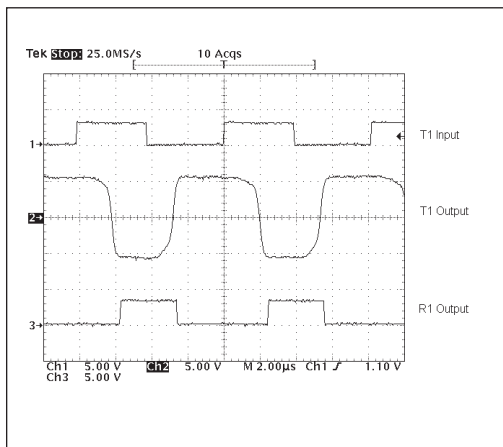 Tek Stop: 25.0MS/s 10 Acqs
[ T ]
T1 Input
1
T1 Output
2
R1 Output
3
Ch1 5.00 V Ch2 5.00 V M 2.00µs Ch1 ƒ 1.10 V
Ch3 5.00 V